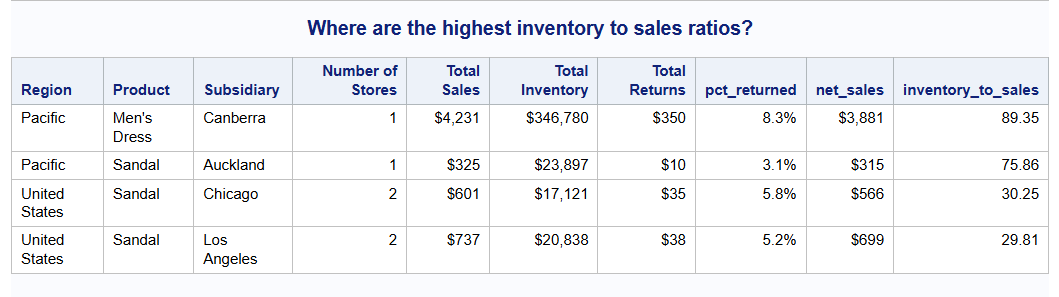 Where are the highest inventory to sales ratios?
Region Product Subsidiary Number of Stores Total Sales Total Inventory Total Returns pct_returned net_sales inventory_to_sales
Pacific Men's Dress Canberra 1 $4,231 $346,780 $350 8.3% $3,881 89.35
Pacific Sandal Auckland 1 $325 $23,897 $10 3.1% $315 75.86
United States Sandal Chicago 2 $601 $17,121 $35 5.8% $566 30.25
United States Sandal Los Angeles 2 $737 $20,838 $38 5.2% $699 29.81